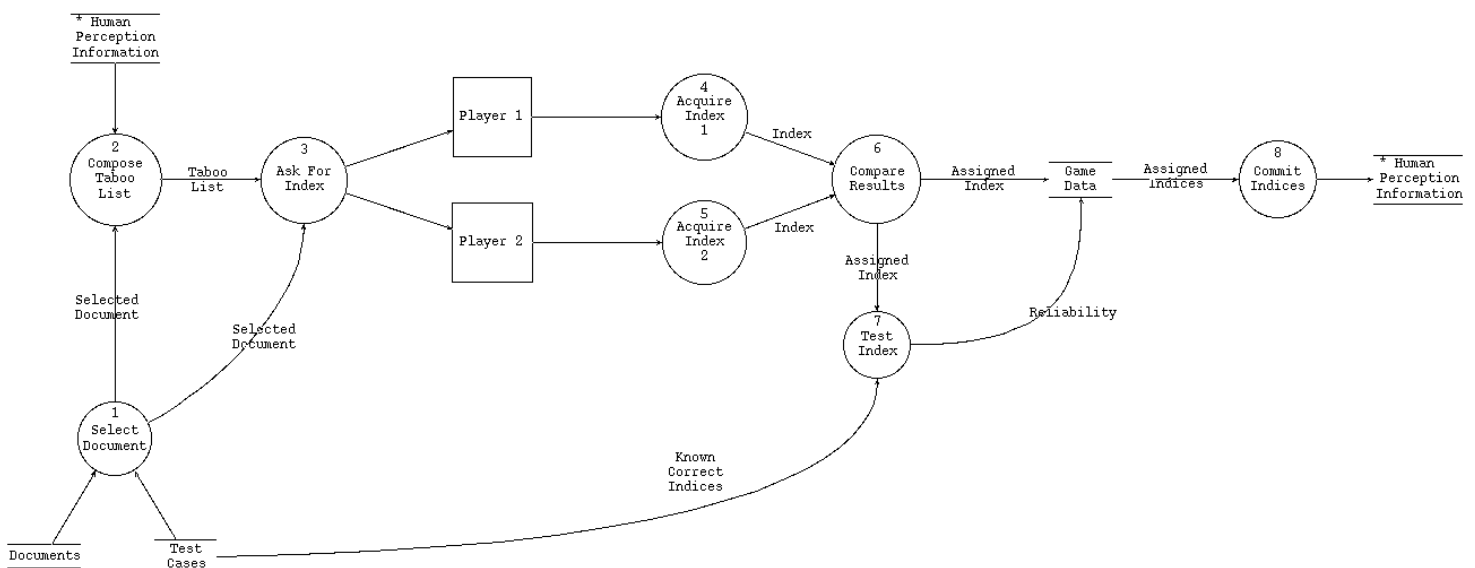 * Human
Perception
Information
2
Compose
Taboo
List
Taboo
List
3
Ask For
Index
Player 1
Player 2
4
Acquire
Index
1
5
Acquire
Index
2
Index
Index
6
Compare
Results
Assigned
Index
Game
Data
Assigned
Indices
8
Commit
Indices
* Human
Perception
Information
Assigned
Index
7
Test
Index
Reliability
Selected
Document
Selected
Document
1
Select
Document
Known
Correct
Indices
Documents
Test
Cases